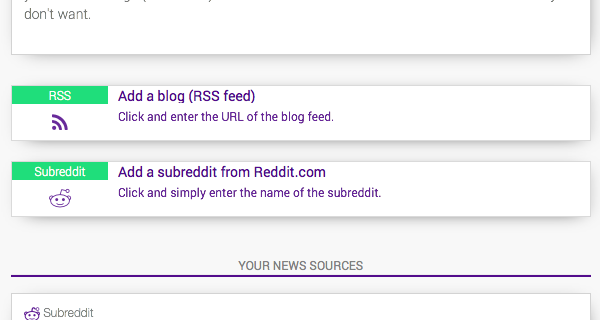 don't want.
RSS
Add a blog (RSS feed)
Click and enter the URL of the blog feed.
Subreddit
Add a subreddit from Reddit.com
Click and simply enter the name of the subreddit.
YOUR NEWS SOURCES
Subreddit